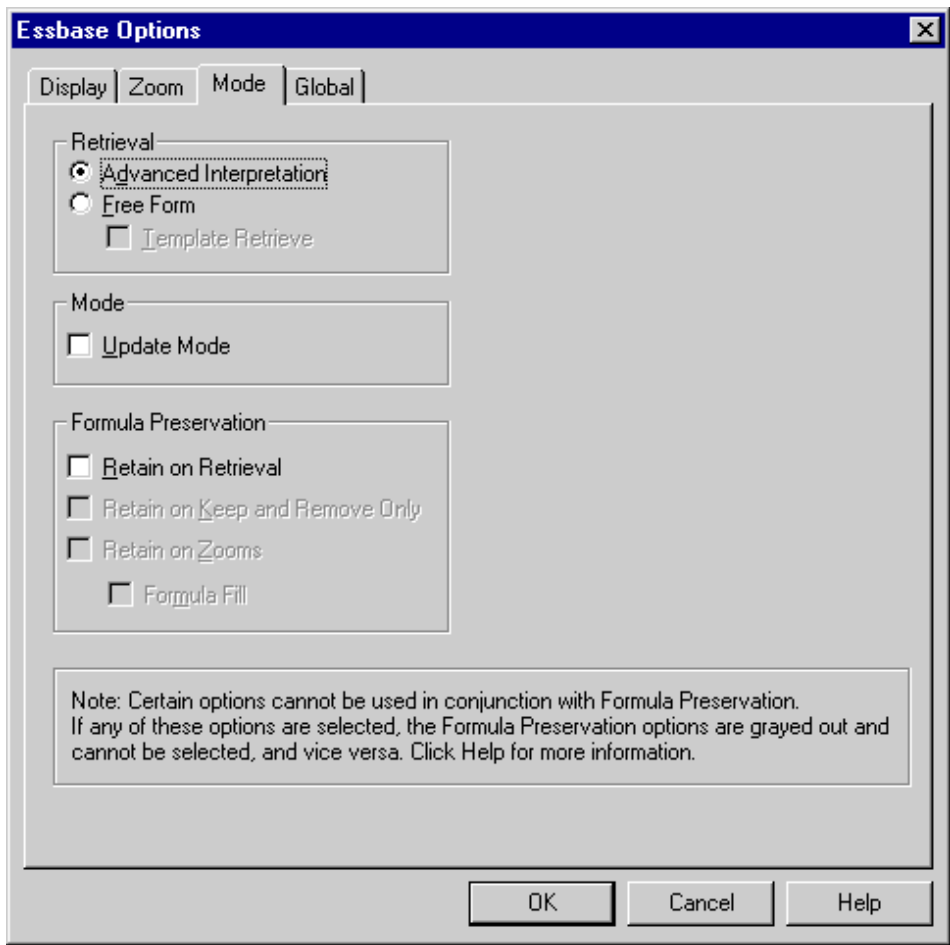 Essbase Options
Display Zoom Mode Global
Retrieval
Advanced Interpretation
Free Form
Template Retrieve
Mode
Update Mode
Formula Preservation
Retain on Retrieval
Retain on Keep and Remove Only
Retain on Zooms
Formula Fill
Note: Certain options cannot be used in conjunction with Formula Preservation.
If any of these options are selected, the Formula Preservation options are grayed out and
cannot be selected, and vice versa. Click Help for more information.
OK Cancel Help